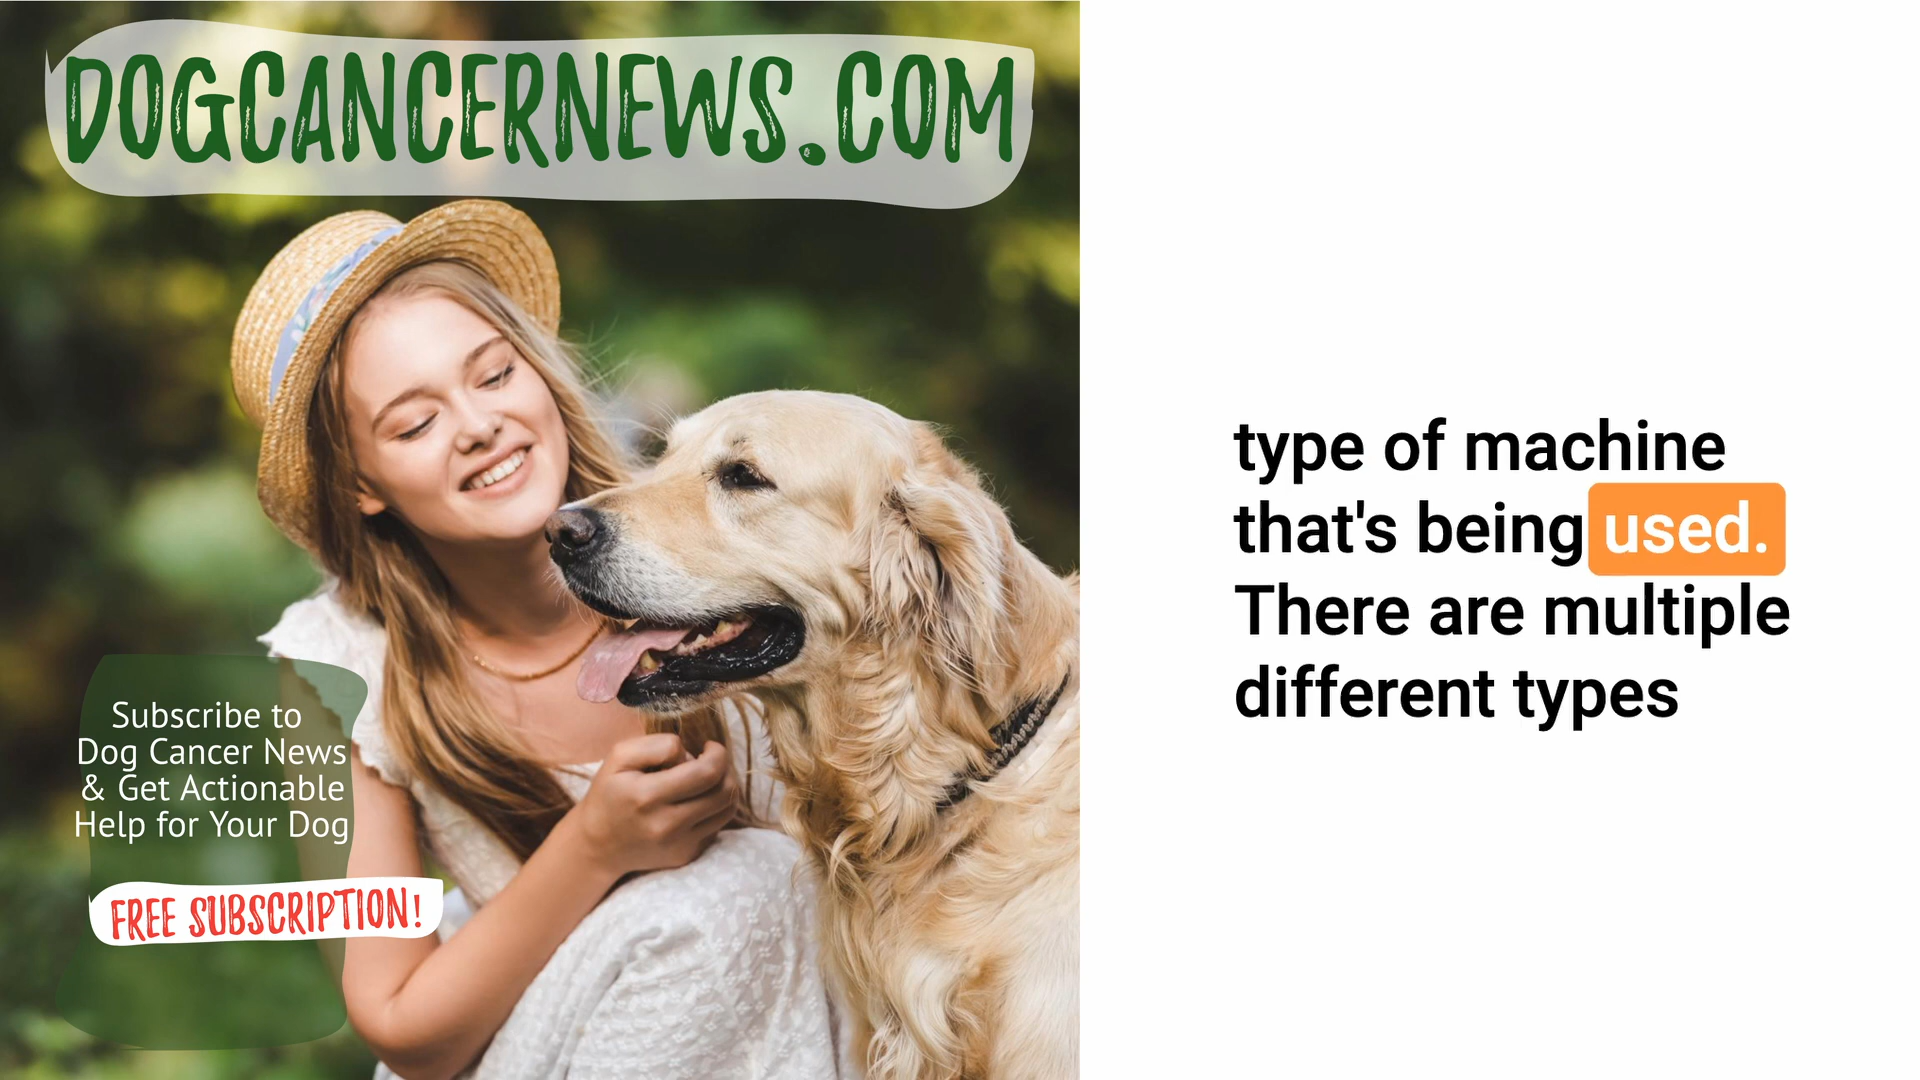 DOGCANCERNEWS.COM
Subscribe to
Dog Cancer News
& Get Actionable
Help for Your Dog
FREE SUBSCRIPTION!
type of machine
that's being used.
There are multiple
different types